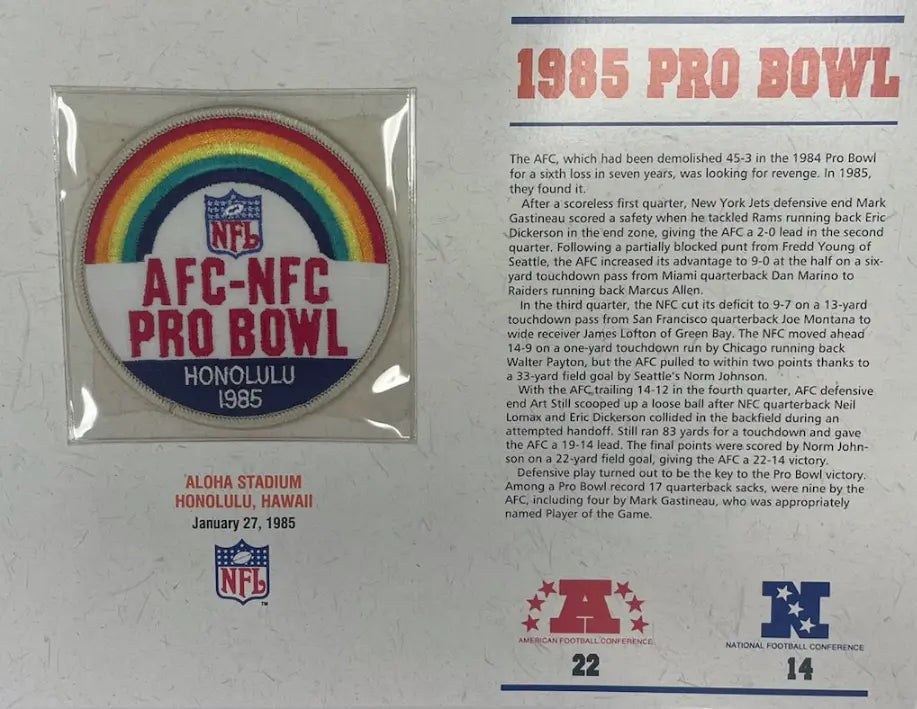 NFL
AFC-NFC
PRO BOWL
HONOLULU
1985
ALOHA STADIUM
HONOLULU, HAWAII
January 27, 1985
NFL
TM
1985 PRO BOWL
The AFC, which had been demolished 45-3 in the 1984 Pro Bowl
for a sixth loss in seven years, was looking for revenge. In 1985,
they found it.
After a scoreless first quarter, New York Jets defensive end Mark
Gastineau scored a safety when he tackled Rams running back Eric
Dickerson in the end zone, giving the AFC a 2-0 lead in the second
quarter. Following a partially blocked punt from Fredd Young of
Seattle, the AFC increased its advantage to 9-0 at the half on a six-
yard touchdown pass from Miami quarterback Dan Marino to
Raiders running back Marcus Allen.
In the third quarter, the NFC cut its deficit to 9-7 on a 13-yard
touchdown pass from San Francisco quarterback Joe Montana to
wide receiver James Lofton of Green Bay. The NFC moved ahead
14-9 on a one-yard touchdown run by Chicago running back
Walter Payton, but the AFC pulled to within two points thanks to
a 33-yard field goal by Seattle's Norm Johnson.
With the AFC trailing 14-12 in the fourth quarter, AFC defensive
end Art Still scooped up a loose ball after NFC quarterback Neil
Lomax and Eric Dickerson collided in the backfield during an
attempted handoff. Still ran 83 yards for a touchdown and gave
the AFC a 19-14 lead. The final points were scored by Norm John-
son on a 22-yard field goal, giving the AFC a 22-14 victory.
Defensive play turned out to be the key to the Pro Bowl victory.
Among a Pro Bowl record 17 quarterback sacks, were nine by the
AFC, including four by Mark Gastineau, who was appropriately
named Player of the Game.
A
AMERICAN FOOTBALL CONFERENCE
22
N
NATIONAL FOOTBALL CONFERENCE
14